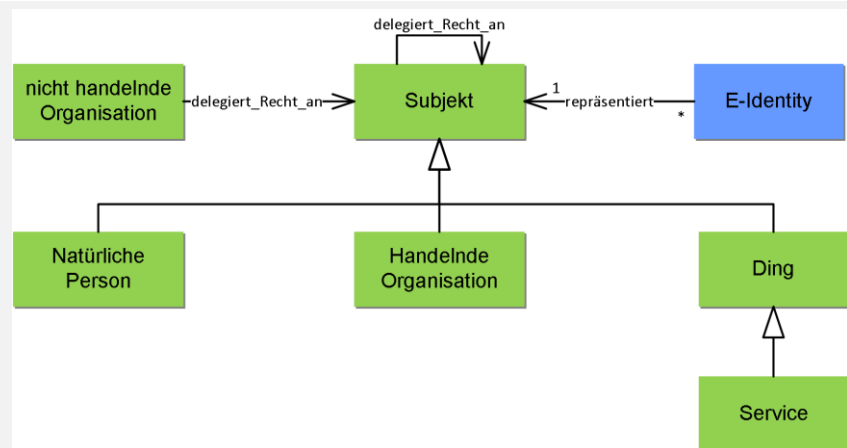 delegiert_Recht_an
nicht handelnde
Organisation
delegiert_Recht_an
Subjekt
1
repräsentiert
*
E-Identity
Natürliche
Person
Handelnde
Organisation
Ding
Service